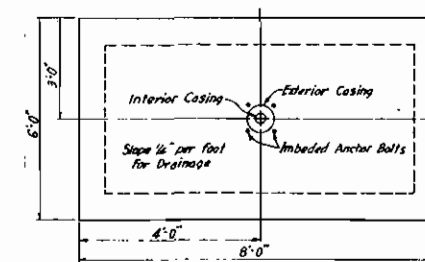 3'-0"
6'-0"
Interior Casing
Exterior Casing
Slope ¼" per foot
For Drainage
Imbeded Anchor Bolts
4'-0"
8'-0"